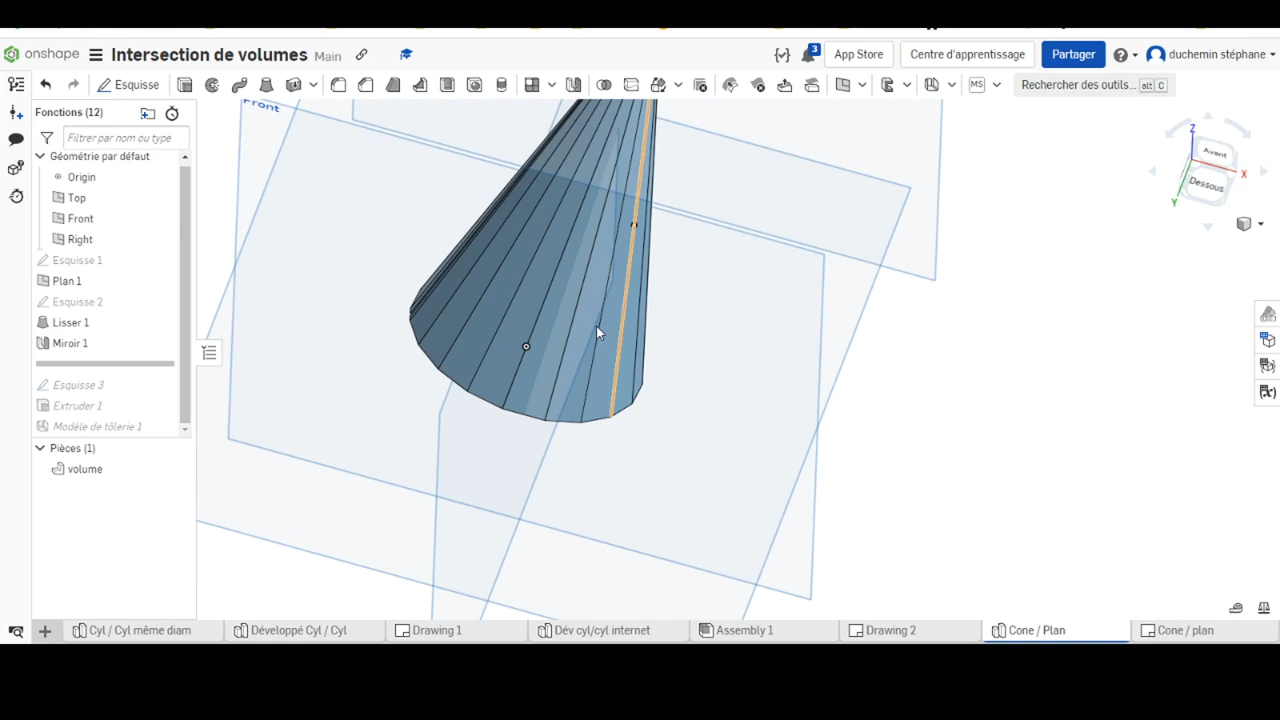 onshape Intersection de volumes Main 3 App Store Centre d'apprentissage Partager duchemin stéphane
Esquisse MS Rechercher des outils... alt C
Fonctions (12)
Filtrer par nom ou type
Géométrie par défaut
Origin
Top
Front
Right
Esquisse 1
Plan 1
Esquisse 2
Lisser 1
Miroir 1
Esquisse 3
Extruder 1
Modèle de tôlerie 1
Pièces (1)
volume
Front
Z
Avant
X
Dessous
Y
Cyl / Cyl même diam Développé Cyl / Cyl Drawing 1 Dév cyl/cyl internet Assembly 1 Drawing 2 Cone / Plan Cone / plan